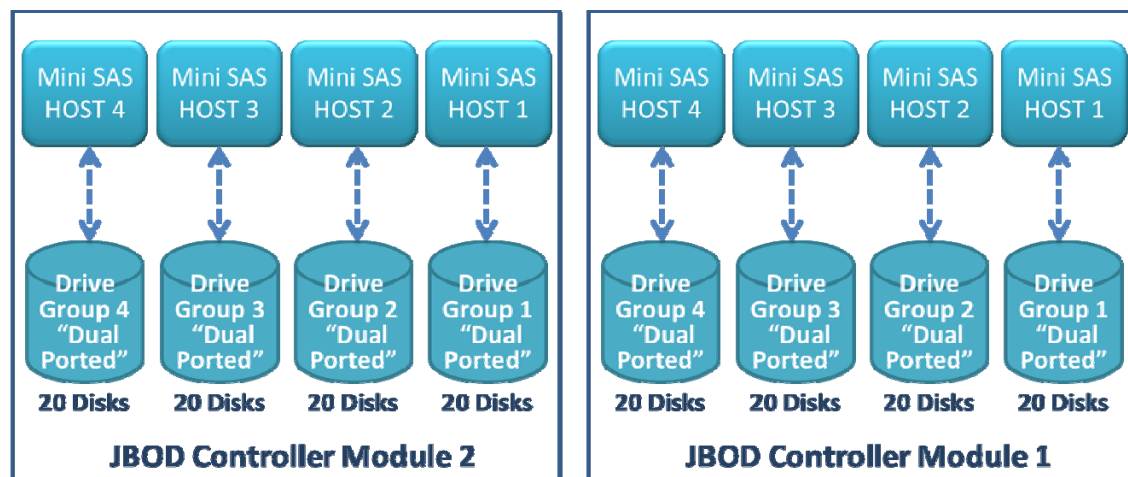 Mini SAS
HOST 4
Mini SAS
HOST 3
Mini SAS
HOST 2
Mini SAS
HOST 1
Drive
Group 4
“Dual
Ported”
Drive
Group 3
“Dual
Ported”
Drive
Group 2
“Dual
Ported”
Drive
Group 1
“Dual
Ported”
20 Disks
20 Disks
20 Disks
20 Disks
JBOD Controller Module 2
Mini SAS
HOST 4
Mini SAS
HOST 3
Mini SAS
HOST 2
Mini SAS
HOST 1
Drive
Group 4
“Dual
Ported”
Drive
Group 3
“Dual
Ported”
Drive
Group 2
“Dual
Ported”
Drive
Group 1
“Dual
Ported”
20 Disks
20 Disks
20 Disks
20 Disks
JBOD Controller Module 1